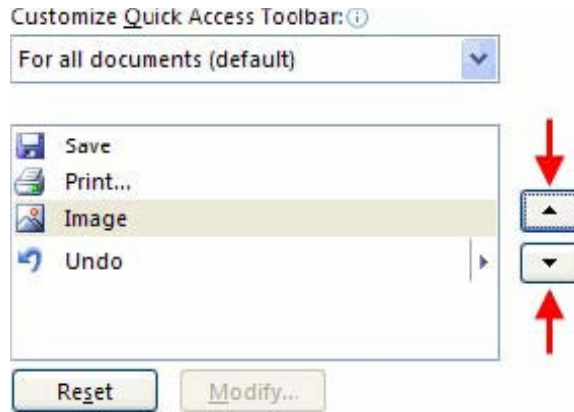 Customize Quick Access Toolbar:
For all documents (default)
Save
Print...
Image
Undo
Reset
Modify...